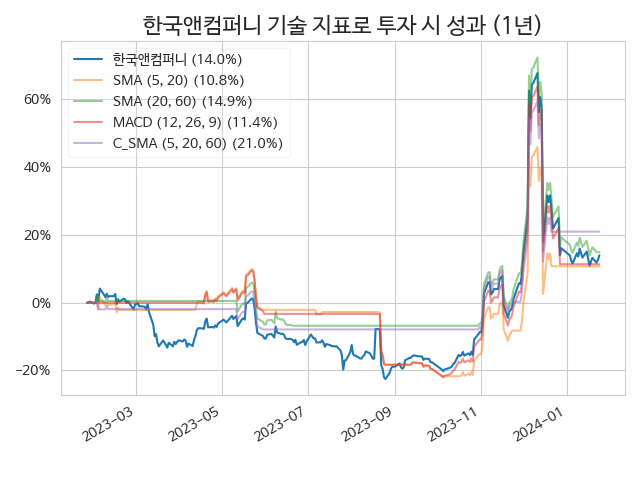 한국앤컴퍼니 기술 지표로 투자 시 성과 (1년)
한국앤컴퍼니 (14.0%)
SMA (5, 20) (10.8%)
SMA (20, 60) (14.9%)
MACD (12, 26, 9) (11.4%)
C_SMA (5, 20, 60) (21.0%)
60%
40%
20%
0%
−20%
2023-03
2023-05
2023-07
2023-09
2023-11
2024-01